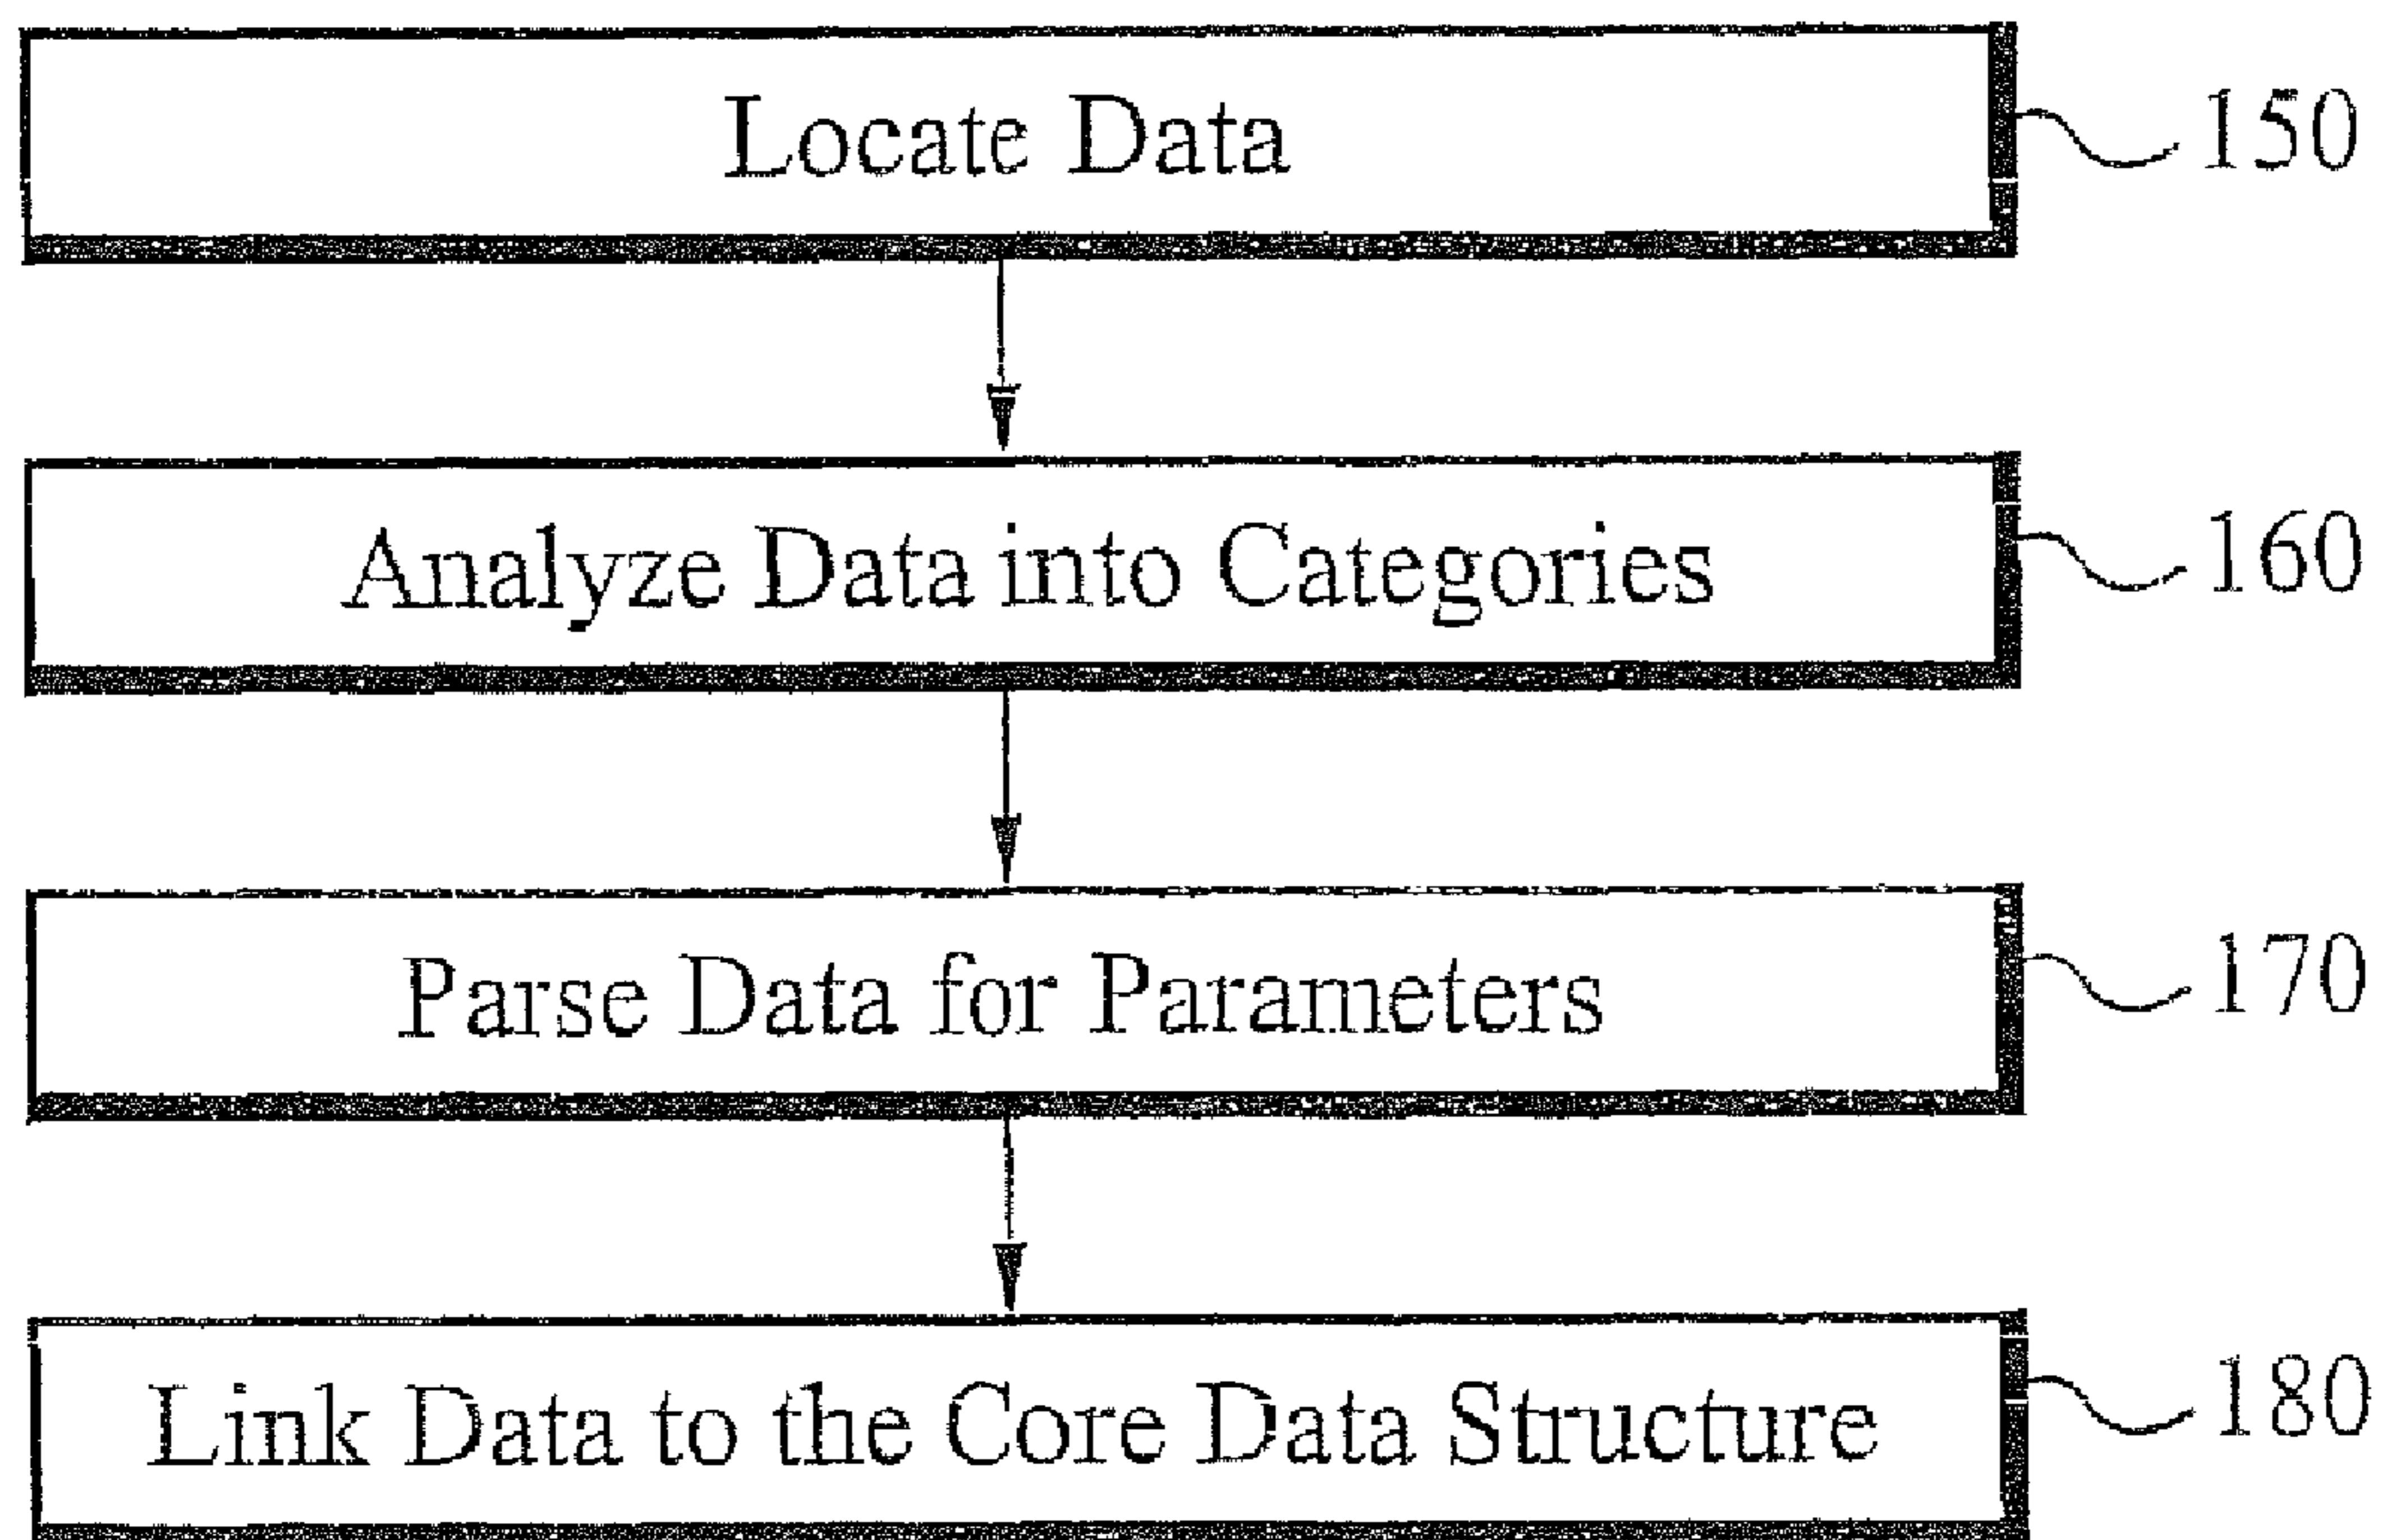 Locate Data 150
Analyze Data into Categories 160
Parse Data for Parameters 170
Link Data to the Core Data Structure 180